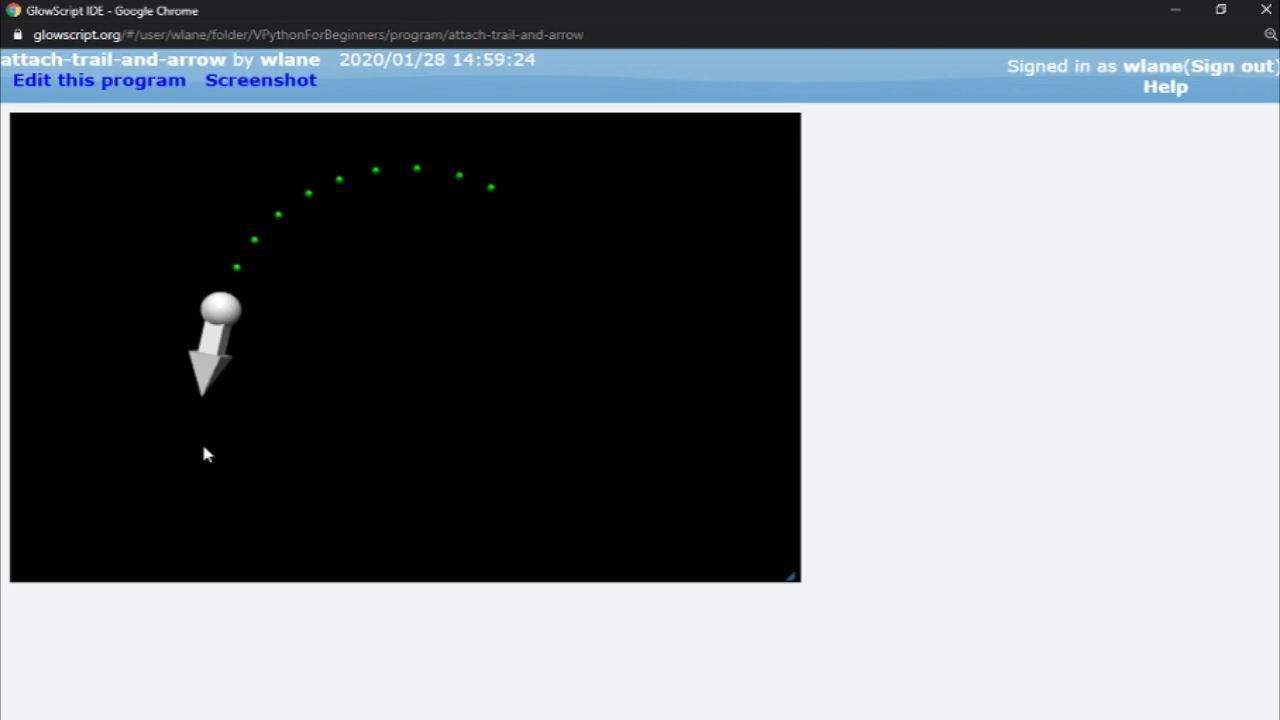 GlowScript IDE - Google Chrome
glowscript.org/#/user/wlane/folder/VPythonForBeginners/program/attach-trail-and-arrow
attach-trail-and-arrow by wlane 2020/01/28 14:59:24
Signed in as wlane(Sign out)
Edit this program Screenshot
Help